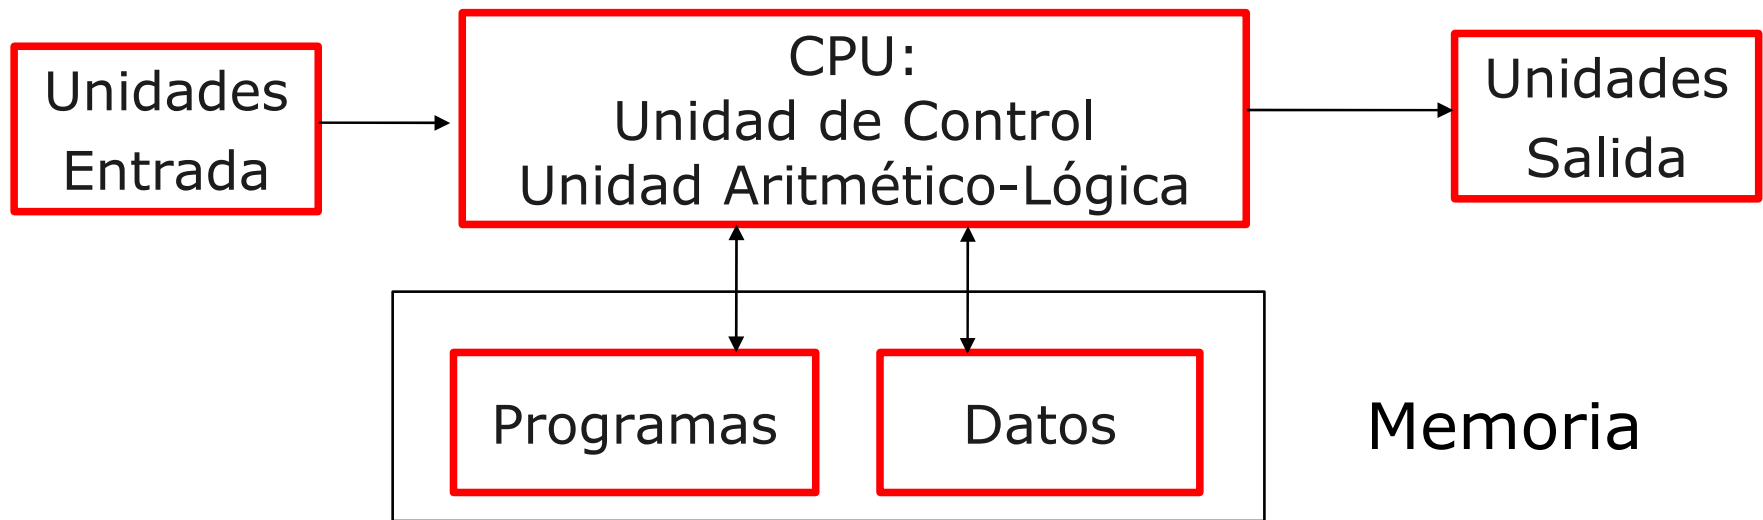 Unidades
Entrada
CPU:
Unidad de Control
Unidad Aritmético-Lógica
Unidades
Salida
Programas
Datos
Memoria